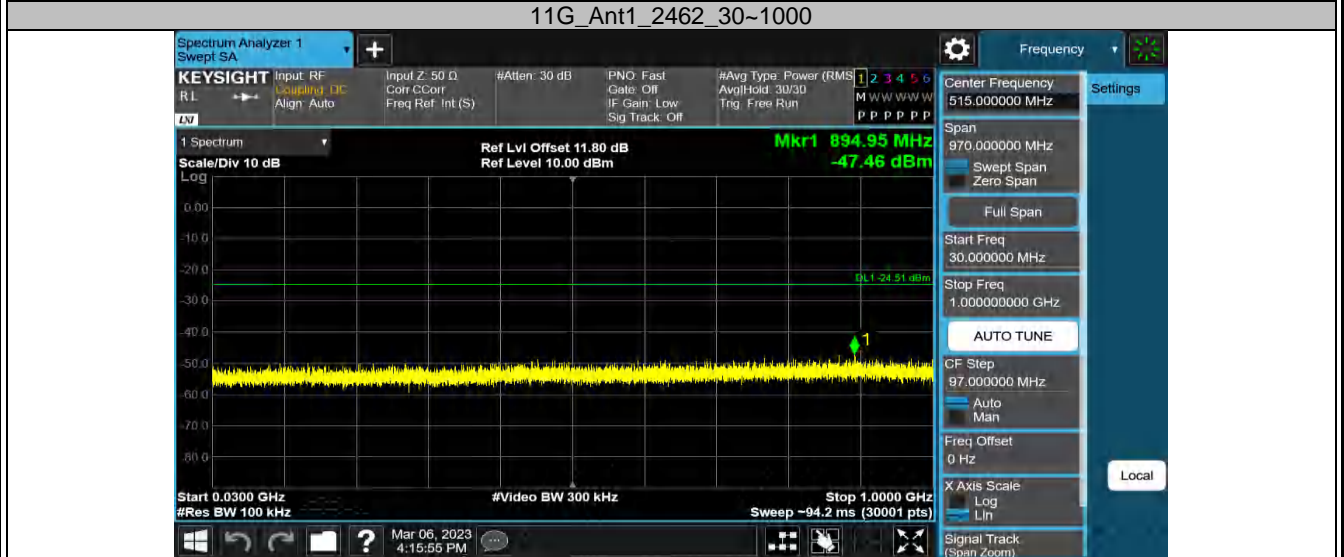 11G_Ant1_2462_30~1000
Spectrum Analyzer 1
Swept SA
+
Frequency
KEYSIGHT
RL
LXI
Input: RF
Coupling: DC
Align: Auto
Input Z: 50 Ω
Corr CCorr
Freq Ref: Int (S)
#Atten: 30 dB
PNO: Fast
Gate: Off
IF Gain: Low
Sig Track: Off
#Avg Type: Power (RMS
Avg|Hold: 30/30
Trig: Free Run
1 2 3 4 5 6
M W W W W W
P P P P P P
1 Spectrum
Scale/Div 10 dB
Log
Ref Lvl Offset 11.80 dB
Ref Level 10.00 dBm
Mkr1 894.95 MHz
-47.46 dBm
0.00
-10.0
-20.0
-30.0
-40.0
-50.0
-60.0
-70.0
-80.0
DL1 -24.51 dBm
1
Start 0.0300 GHz
#Res BW 100 kHz
#Video BW 300 kHz
Stop 1.0000 GHz
Sweep ~94.2 ms (30001 pts)
?
Mar 06, 2023
4:15:55 PM
Center Frequency
515.000000 MHz
Settings
Span
970.000000 MHz
Swept Span
Zero Span
Full Span
Start Freq
30.000000 MHz
Stop Freq
1.000000000 GHz
AUTO TUNE
CF Step
97.000000 MHz
Auto
Man
Freq Offset
0 Hz
X Axis Scale
Log
Lin
Local
Signal Track
(Span Zoom)